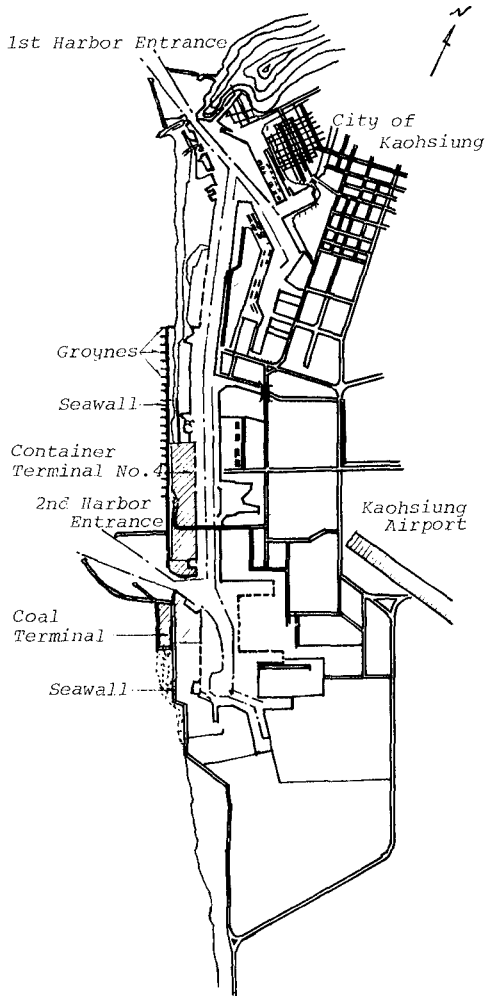 N
1st Harbor Entrance
City of
Kaohsiung
Groynes
Seawall
Container
Terminal No.4
2nd Harbor
Entrance
Kaohsiung
Airport
Coal
Terminal
Seawall